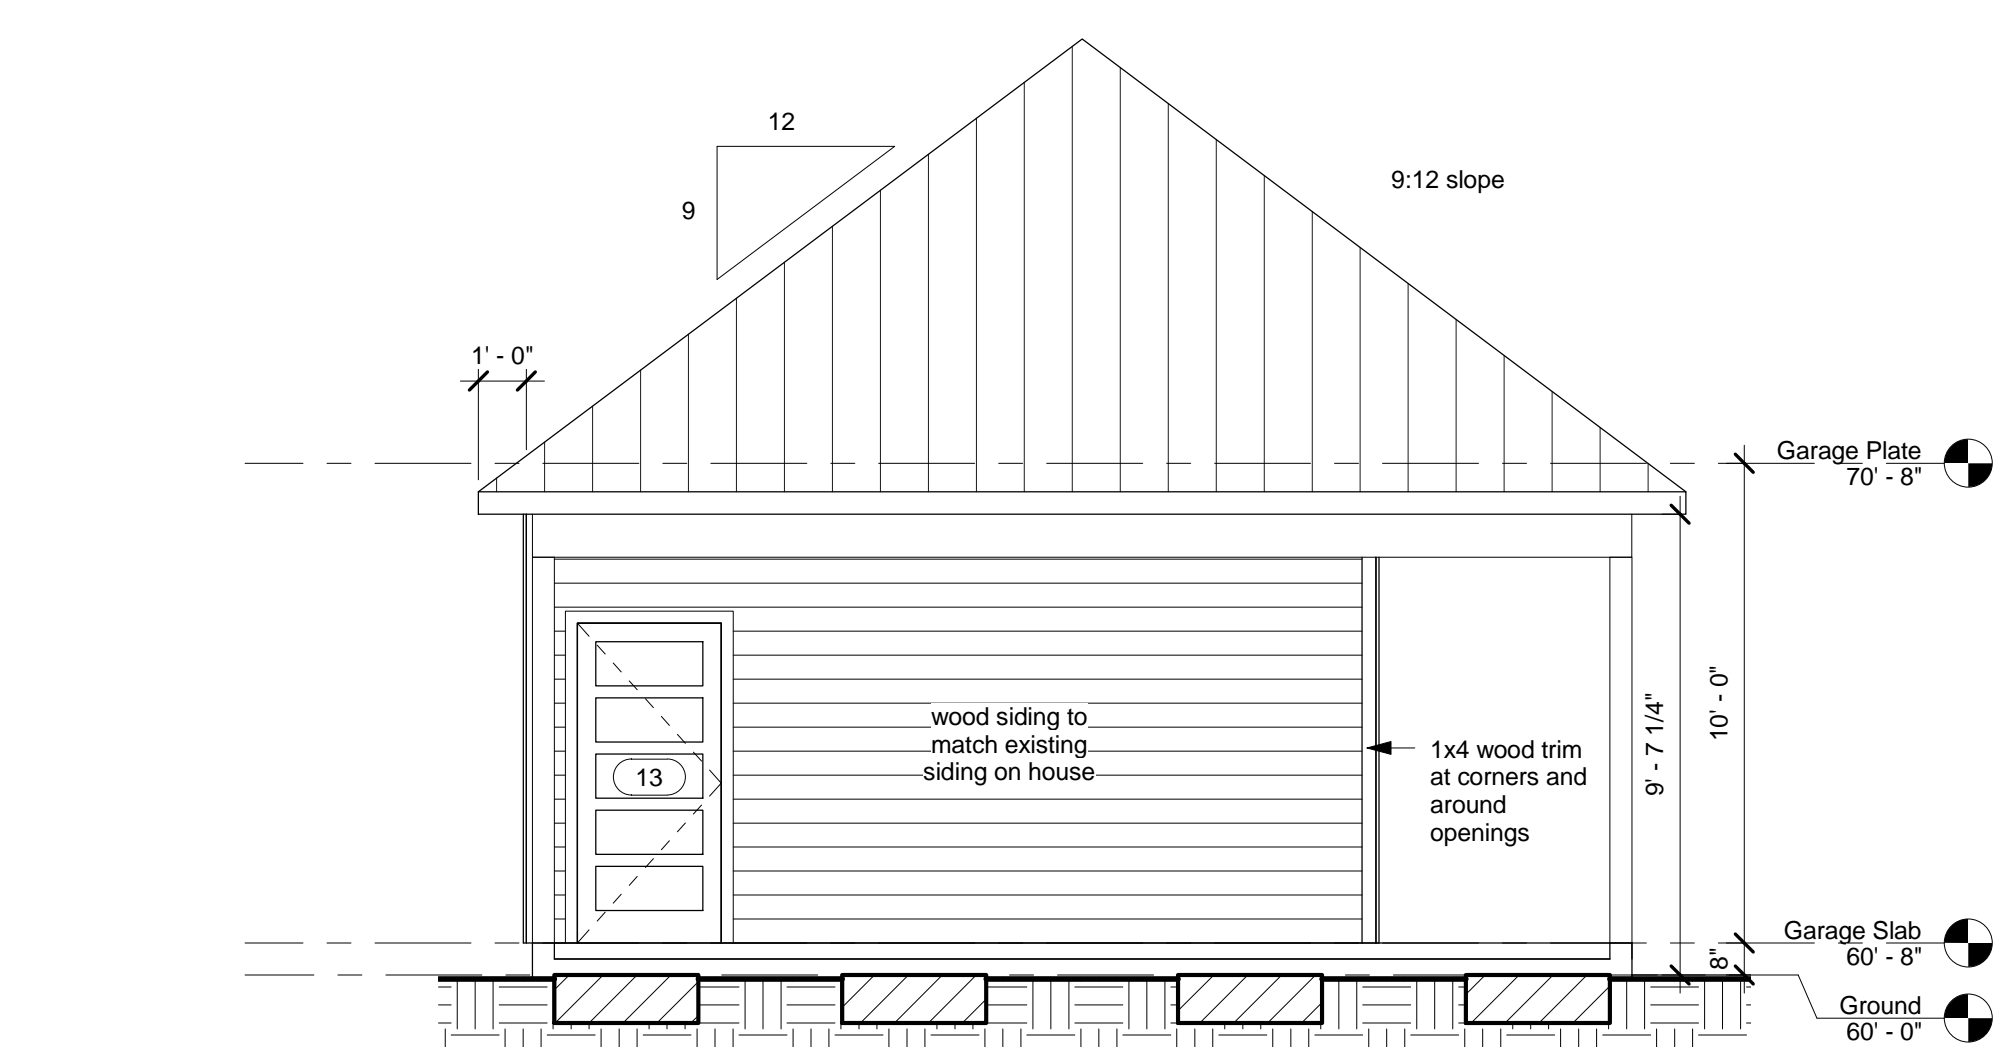 12
9
9:12 slope
1' - 0"
Garage Plate
70' - 8"
wood siding to
match existing
siding on house
13
1x4 wood trim
at corners and
around
openings
9' - 7 1/4"
10' - 0"
Garage Slab
60' - 8"
8"
Ground
60' - 0"